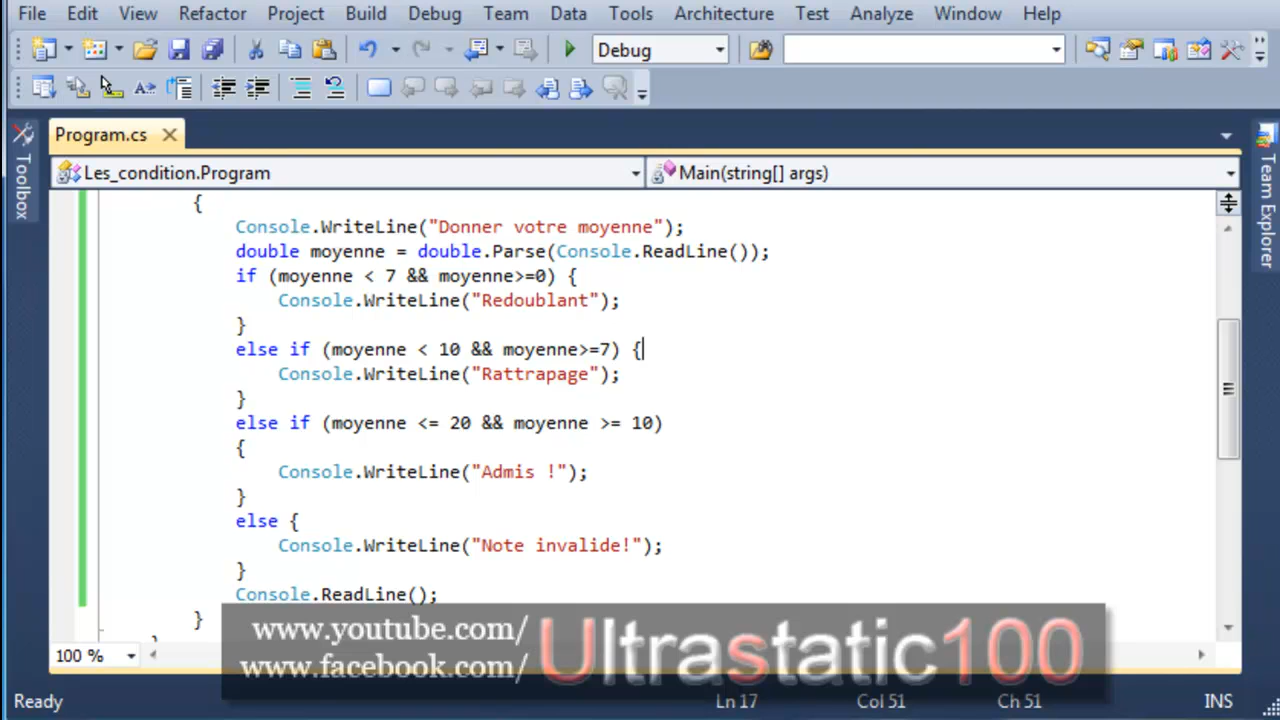 File Edit View Refactor Project Build Debug Team Data Tools Architecture Test Analyze Window Help
Debug
Program.cs
Les_condition.Program Main(string[] args)
Toolbox
Team Explorer
{
Console.WriteLine("Donner votre moyenne");
double moyenne = double.Parse(Console.ReadLine());
if (moyenne < 7 && moyenne>=0) {
Console.WriteLine("Redoublant");
}
else if (moyenne < 10 && moyenne>=7) {
Console.WriteLine("Rattrapage");
}
else if (moyenne <= 20 && moyenne >= 10)
{
Console.WriteLine("Admis !");
}
else {
Console.WriteLine("Note invalide!");
}
Console.ReadLine();
}
www.youtube.com/
www.facebook.com/
Ultrastatic100
100 %
Ready Ln 17 Col 51 Ch 51 INS